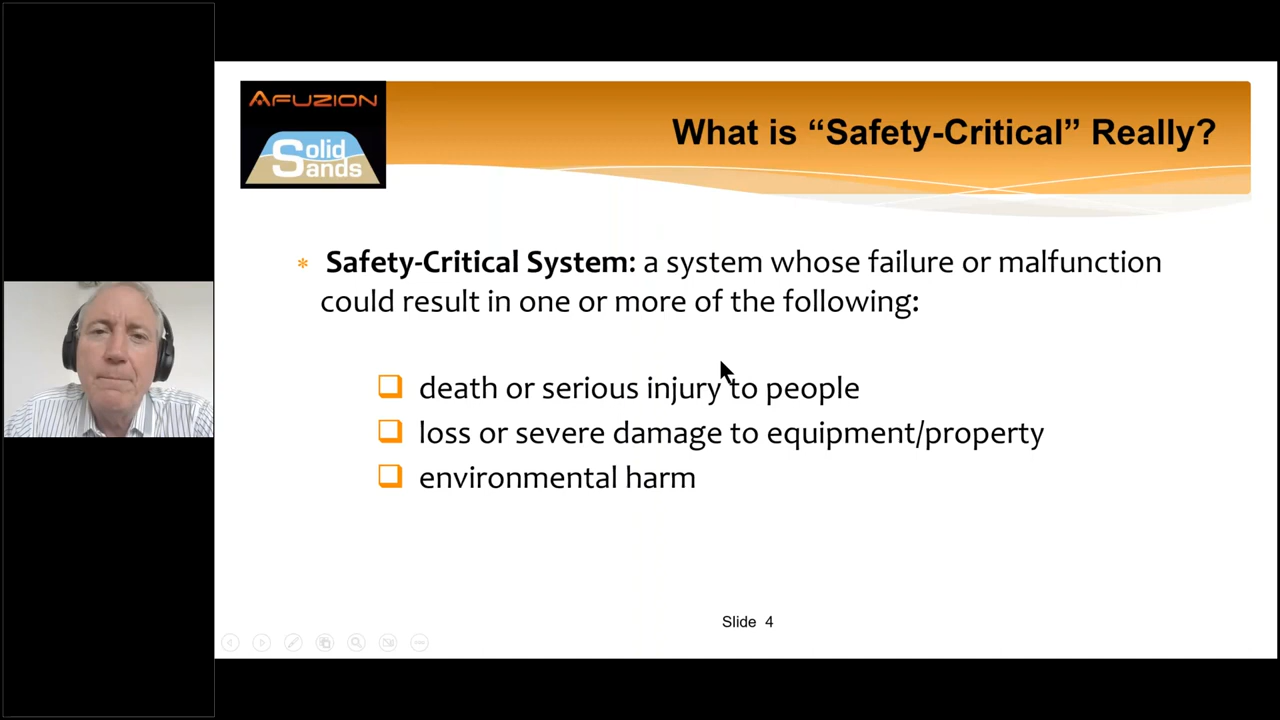 AFUZION
Solid
Sands
What is “Safety-Critical” Really?
Safety-Critical System: a system whose failure or malfunction
could result in one or more of the following:
death or serious injury to people
loss or severe damage to equipment/property
environmental harm
Slide 4